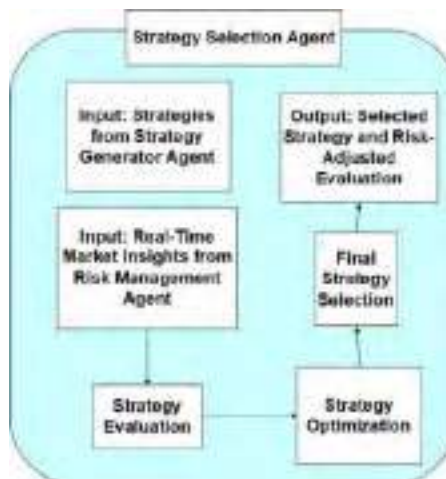 Strategy Selection Agent
Input: Strategies
from Strategy
Generator Agent
Output: Selected
Strategy and Risk-
Adjusted
Evaluation
Input: Real-Time
Market Insights from
Risk Management
Agent
Final
Strategy
Selection
Strategy
Evaluation
Strategy
Optimization